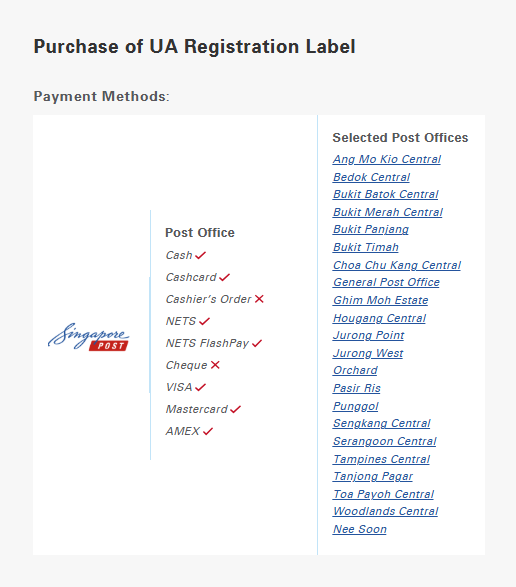 Purchase of UA Registration Label
Payment Methods:
Singapore
POST
Post Office
Cash ✓
Cashcard ✓
Cashier's Order ✕
NETS ✓
NETS FlashPay ✓
Cheque ✕
VISA ✓
Mastercard ✓
AMEX ✓
Selected Post Offices
Ang Mo Kio Central
Bedok Central
Bukit Batok Central
Bukit Merah Central
Bukit Panjang
Bukit Timah
Choa Chu Kang Central
General Post Office
Ghim Moh Estate
Hougang Central
Jurong Point
Jurong West
Orchard
Pasir Ris
Punggol
Sengkang Central
Serangoon Central
Tampines Central
Tanjong Pagar
Toa Payoh Central
Woodlands Central
Nee Soon